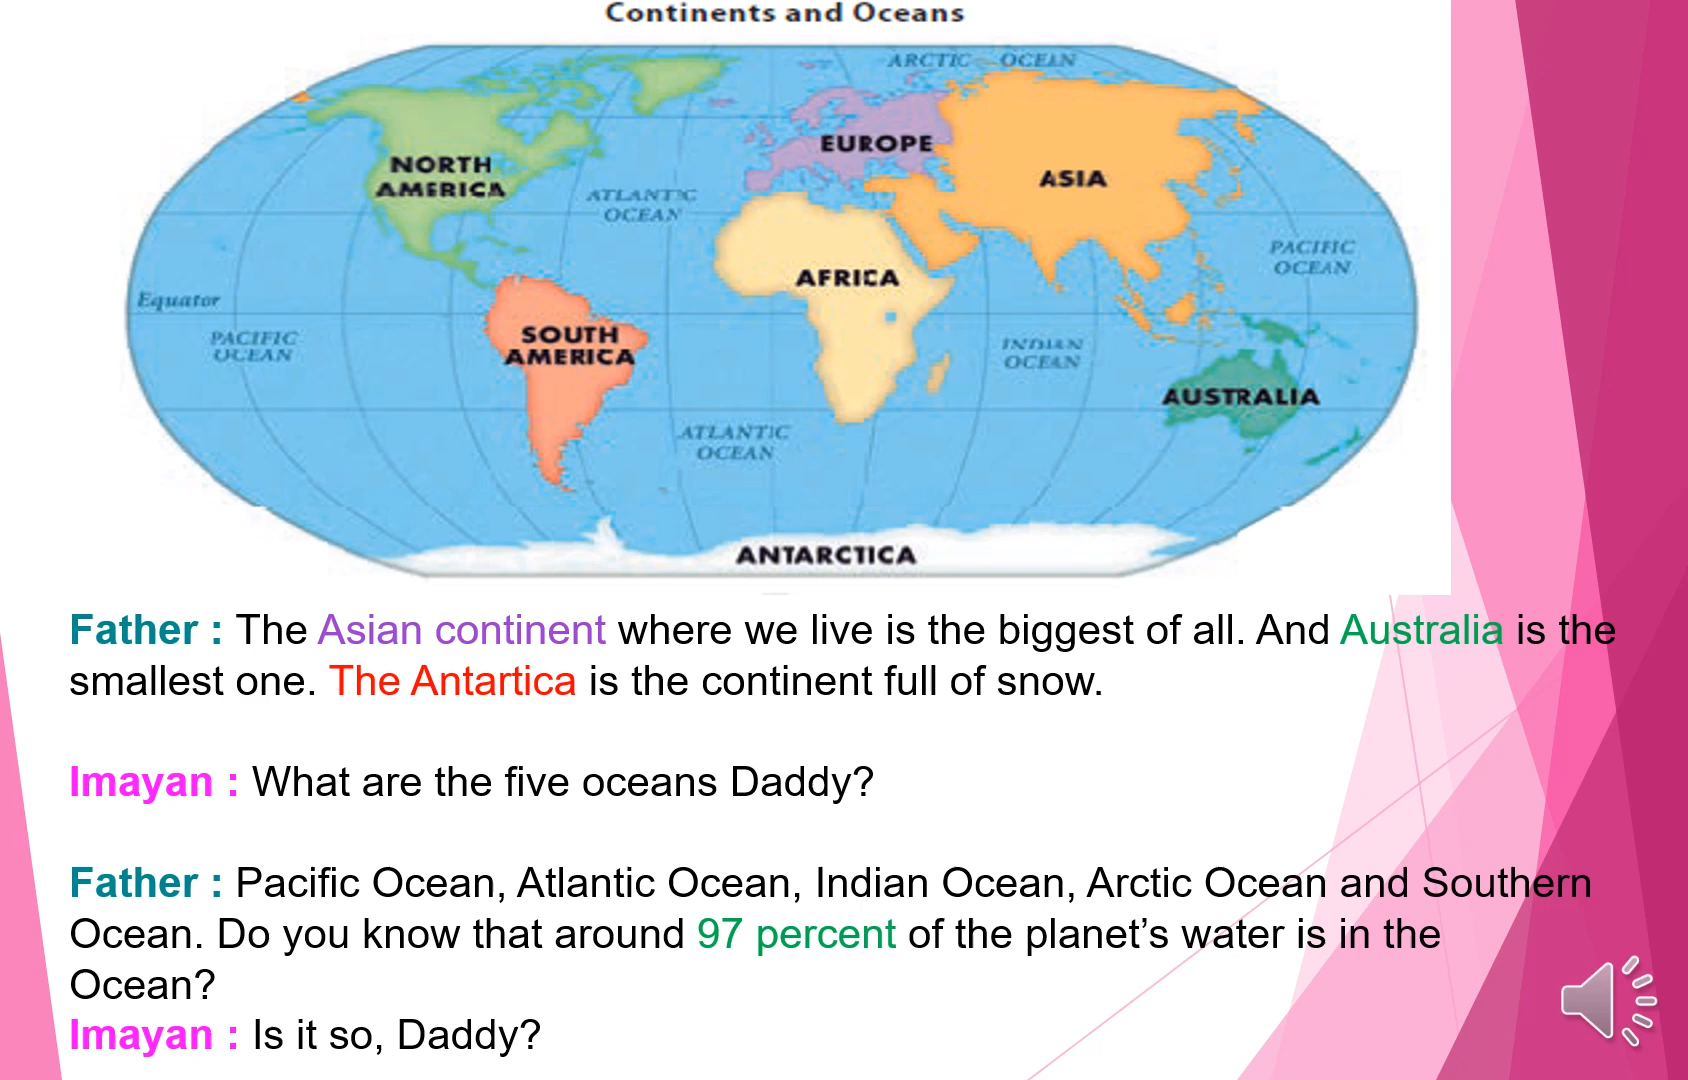 Continents and Oceans
ARCTIC OCEAN
EUROPE
NORTH
AMERICA
ASIA
ATLANTIC
OCEAN
PACIFIC
OCEAN
AFRICA
Equator
SOUTH
AMERICA
PACIFIC
OCEAN
INDIAN
OCEAN
AUSTRALIA
ATLANTIC
OCEAN
ANTARCTICA
Father : The Asian continent where we live is the biggest of all. And Australia is the
smallest one. The Antartica is the continent full of snow.
Imayan : What are the five oceans Daddy?
Father : Pacific Ocean, Atlantic Ocean, Indian Ocean, Arctic Ocean and Southern
Ocean. Do you know that around 97 percent of the planet’s water is in the
Ocean?
Imayan : Is it so, Daddy?